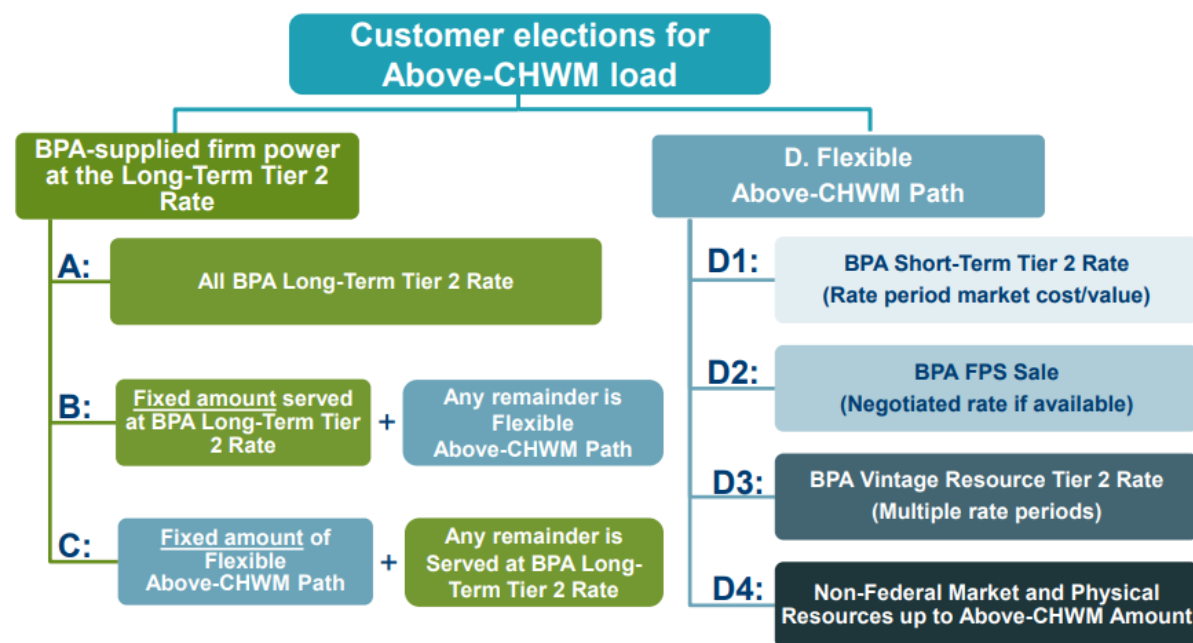 Customer elections for
Above-CHWM load
BPA-supplied firm power
at the Long-Term Tier 2
Rate
A:
All BPA Long-Term Tier 2 Rate
B:
Fixed amount served
at BPA Long-Term Tier
2 Rate
+
Any remainder is
Flexible
Above-CHWM Path
C:
Fixed amount of
Flexible
Above-CHWM Path
+
Any remainder is
Served at BPA Long-
Term Tier 2 Rate
D. Flexible
Above-CHWM Path
D1:
BPA Short-Term Tier 2 Rate
(Rate period market cost/value)
D2:
BPA FPS Sale
(Negotiated rate if available)
D3:
BPA Vintage Resource Tier 2 Rate
(Multiple rate periods)
D4:
Non-Federal Market and Physical
Resources up to Above-CHWM Amount